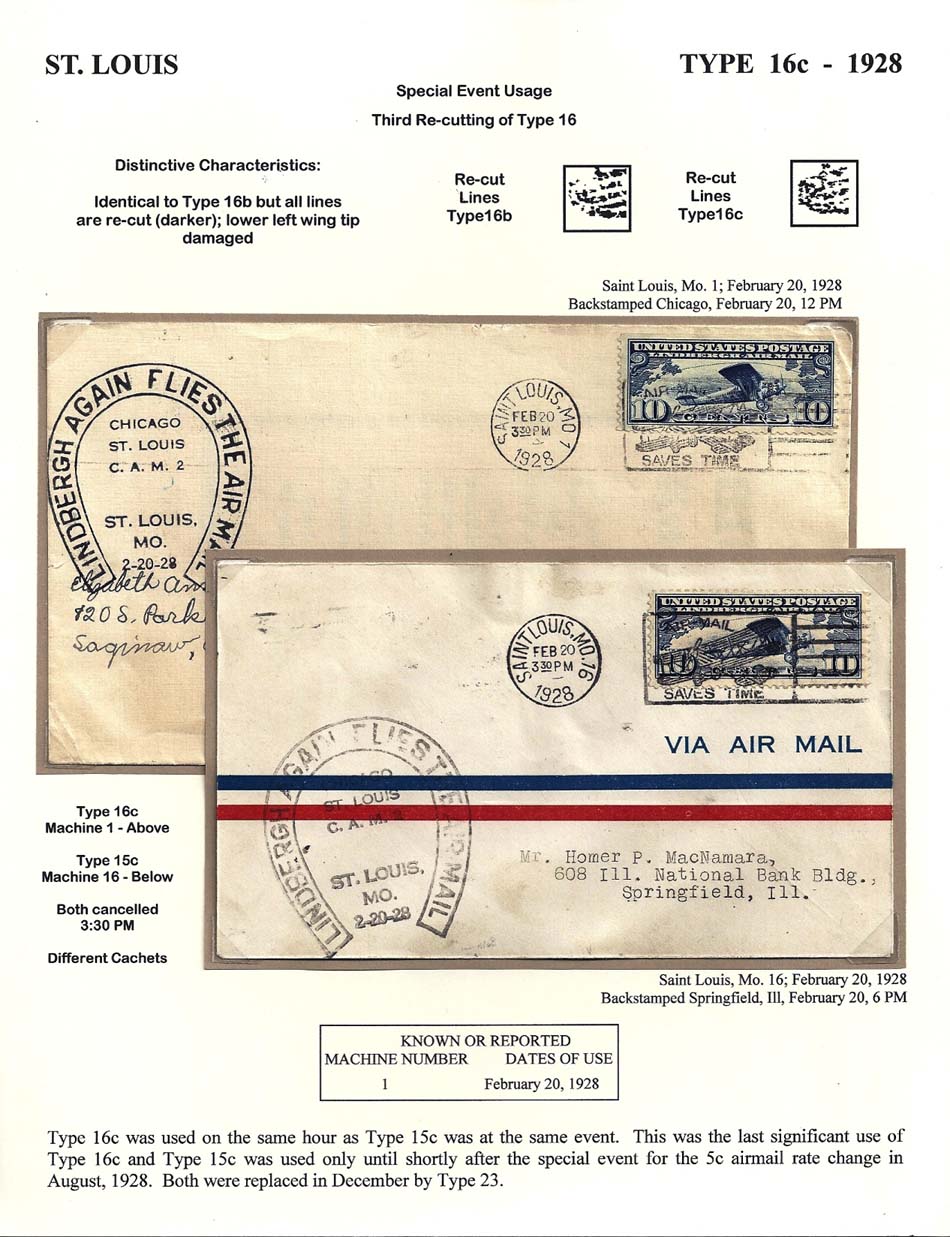 ST. LOUIS
TYPE 16c - 1928
Special Event Usage
Third Re-cutting of Type 16
Distinctive Characteristics:
Identical to Type 16b but all lines
are re-cut (darker); lower left wing tip
damaged
Re-cut
Lines
Type16b
Re-cut
Lines
Type16c
Saint Louis, Mo. 1; February 20, 1928
Backstamped Chicago, February 20, 12 PM
LINDBERGH AGAIN FLIES THE AIR MAIL
CHICAGO
ST. LOUIS
C. A. M. 2
ST. LOUIS,
MO.
2-20-28
SAINT LOUIS, MO 1
FEB 20
330PM
1928
UNITED STATES POSTAGE
LINDBERGH AIR MAIL
AIR MAIL
10 CENTS 10
SAVES TIME
Elizabeth
720 S. Park
Saginaw,
SAINT LOUIS, MO. 16
FEB 20
330PM
1928
UNITED STATES POSTAGE
LINDBERGH AIR MAIL
AIR MAIL
10 10
SAVES TIME
VIA AIR MAIL
LINDBERGH AGAIN FLIES THE AIR MAIL
CHICAGO
ST. LOUIS
C. A. M. 2
ST. LOUIS,
MO.
2-20-28
Mr. Homer P. MacNamara,
608 Ill. National Bank Bldg.,
Springfield, Ill.
Type 16c
Machine 1 - Above
Type 15c
Machine 16 - Below
Both cancelled
3:30 PM
Different Cachets
Saint Louis, Mo. 16; February 20, 1928
Backstamped Springfield, Ill, February 20, 6 PM
KNOWN OR REPORTED
MACHINE NUMBER DATES OF USE
1 February 20, 1928
Type 16c was used on the same hour as Type 15c was at the same event. This was the last significant use of
Type 16c and Type 15c was used only until shortly after the special event for the 5c airmail rate change in
August, 1928. Both were replaced in December by Type 23.